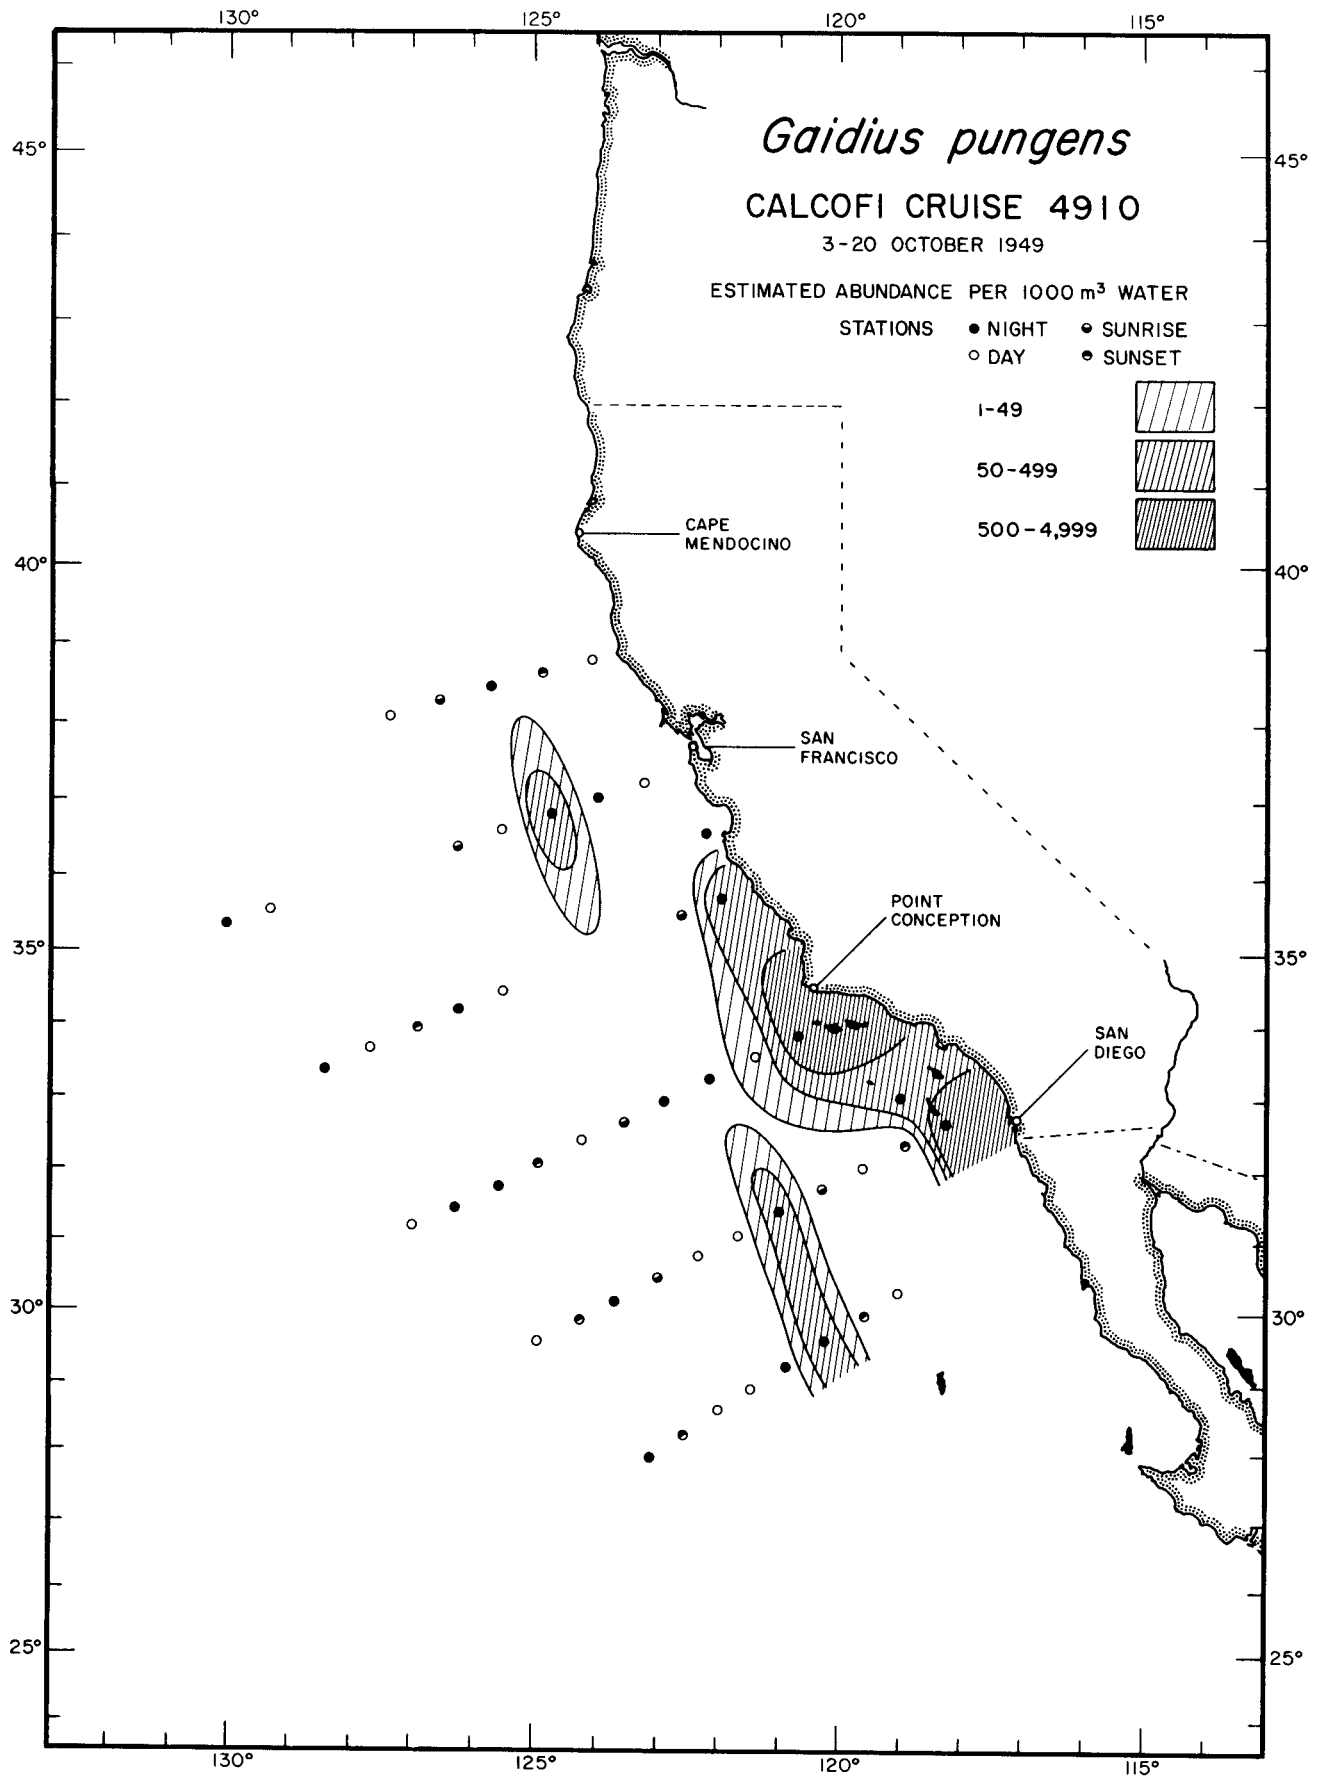 130° 125° 120° 115°
Gaidius pungens
CALCOFI CRUISE 4910
3-20 OCTOBER 1949
ESTIMATED ABUNDANCE PER 1000 m³ WATER
STATIONS NIGHT SUNRISE
DAY SUNSET
1-49
50-499
500-4,999
45° 45°
CAPE
MENDOCINO
40° 40°
SAN
FRANCISCO
POINT
CONCEPTION
35° 35°
SAN
DIEGO
30° 30°
25° 25°
130° 125° 120° 115°